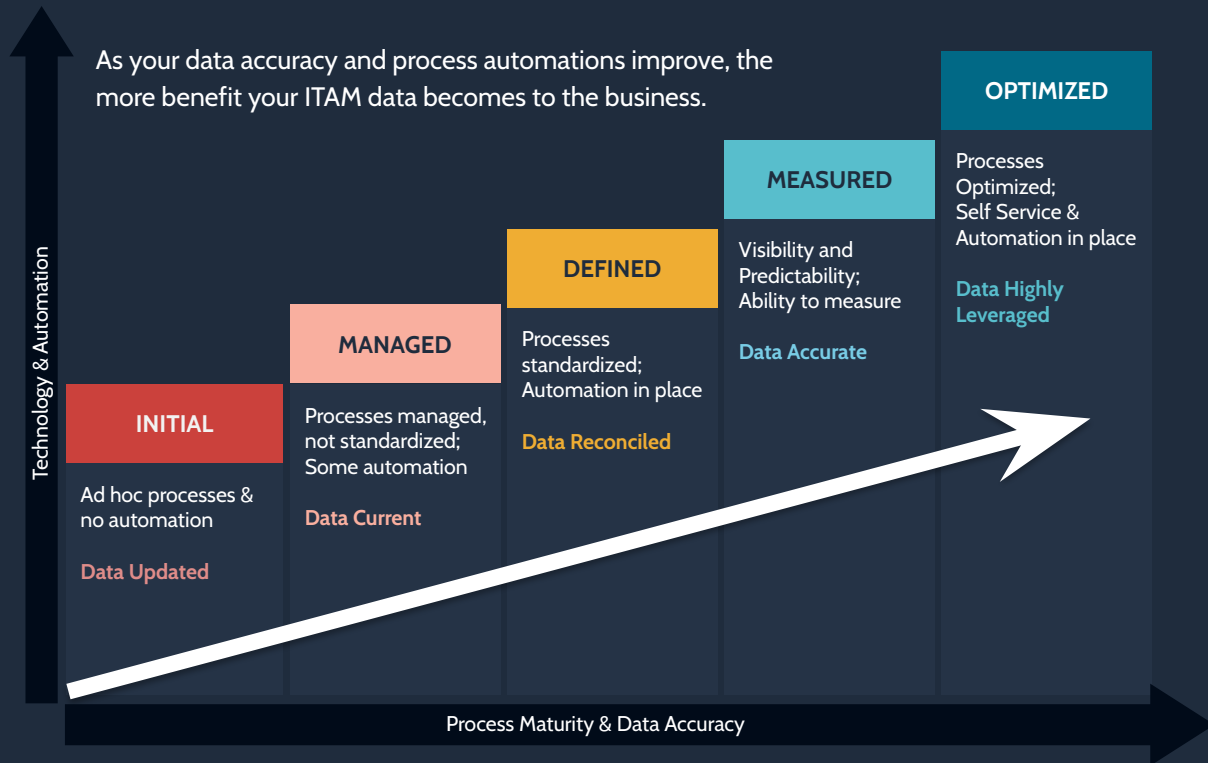 As your data accuracy and process automations improve, the
more benefit your ITAM data becomes to the business.
OPTIMIZED
Processes
Optimized;
Self Service &
Automation in place
Data Highly
Leveraged
MEASURED
Visibility and
Predictability;
Ability to measure
Data Accurate
DEFINED
Processes
standardized;
Automation in place
Data Reconciled
MANAGED
Processes managed,
not standardized;
Some automation
Data Current
INITIAL
Ad hoc processes &
no automation
Data Updated
Technology & Automation
Process Maturity & Data Accuracy